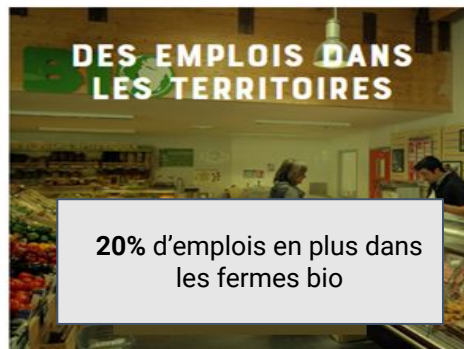 DES EMPLOIS DANS
LES TERRITOIRES
20% d'emplois en plus dans
les fermes bio